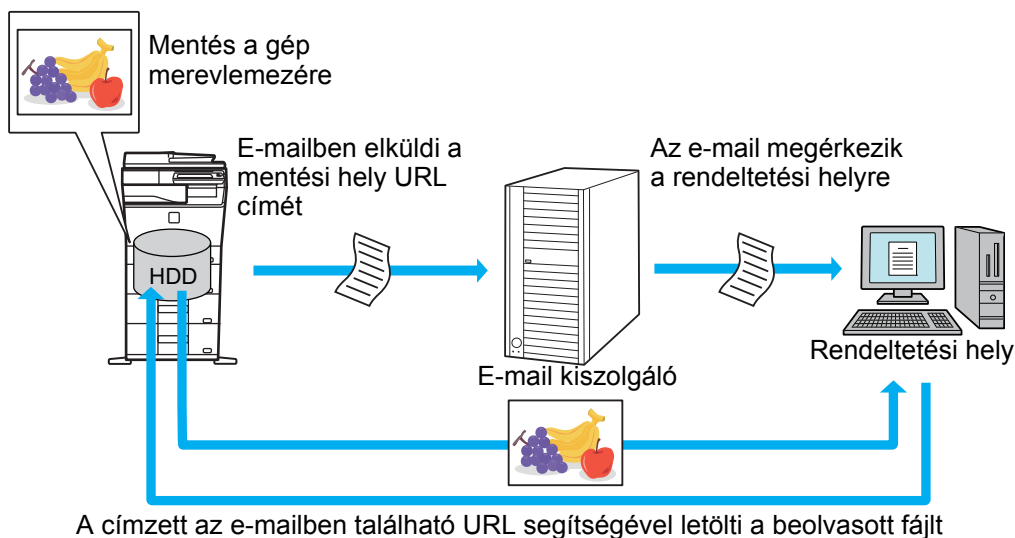 Mentés a gép
merevlemezére
E-mailben elküldi a
mentési hely URL
címét
Az e-mail megérkezik
a rendeltetési helyre
HDD
E-mail kiszolgáló
Rendeltetési hely
A címzett az e-mailben található URL segítségével letölti a beolvasott fájlt